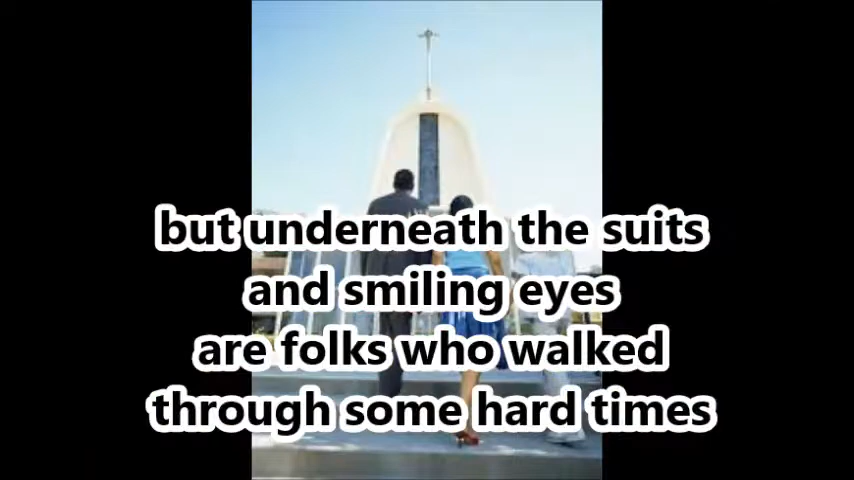 but underneath the suits
and smiling eyes
are folks who walked
through some hard times